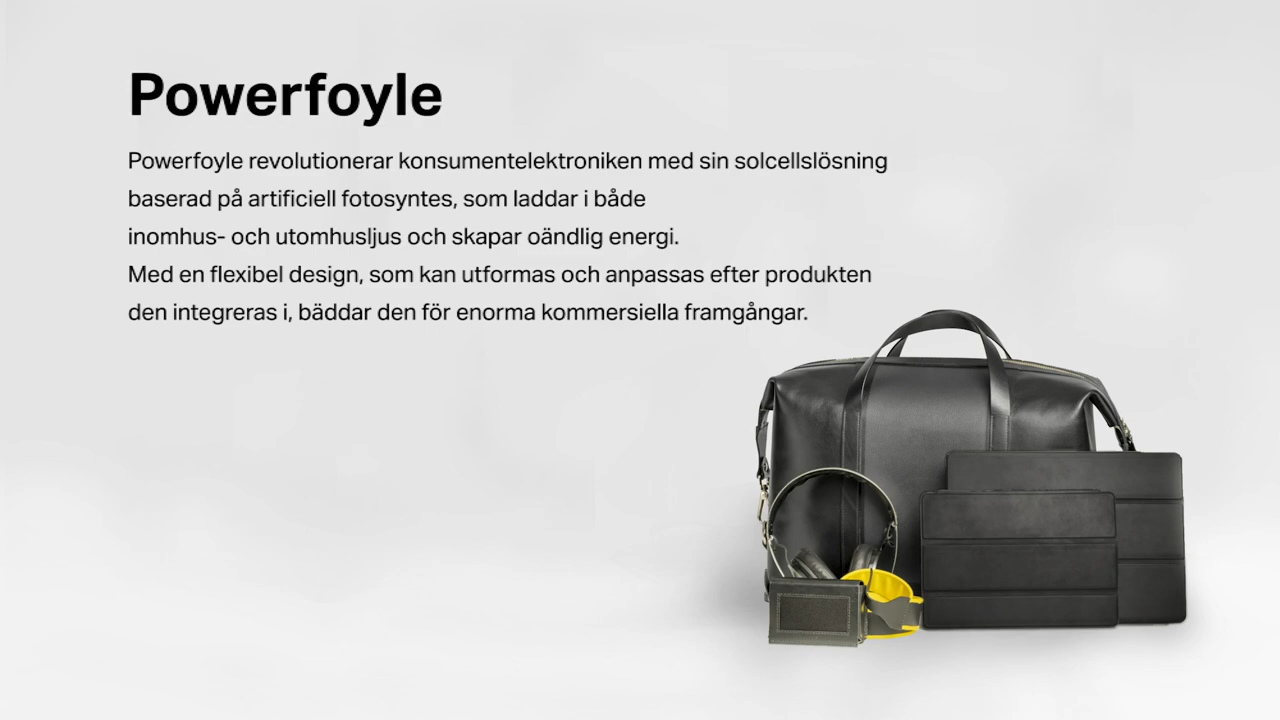 Powerfoyle
Powerfoyle revolutionerar konsumentelektroniken med sin solcellslösning
baserad på artificiell fotosyntes, som laddar i både
inomhus- och utomhusljus och skapar oändlig energi.
Med en flexibel design, som kan utformas och anpassas efter produkten
den integreras i, bäddar den för enorma kommersiella framgångar.